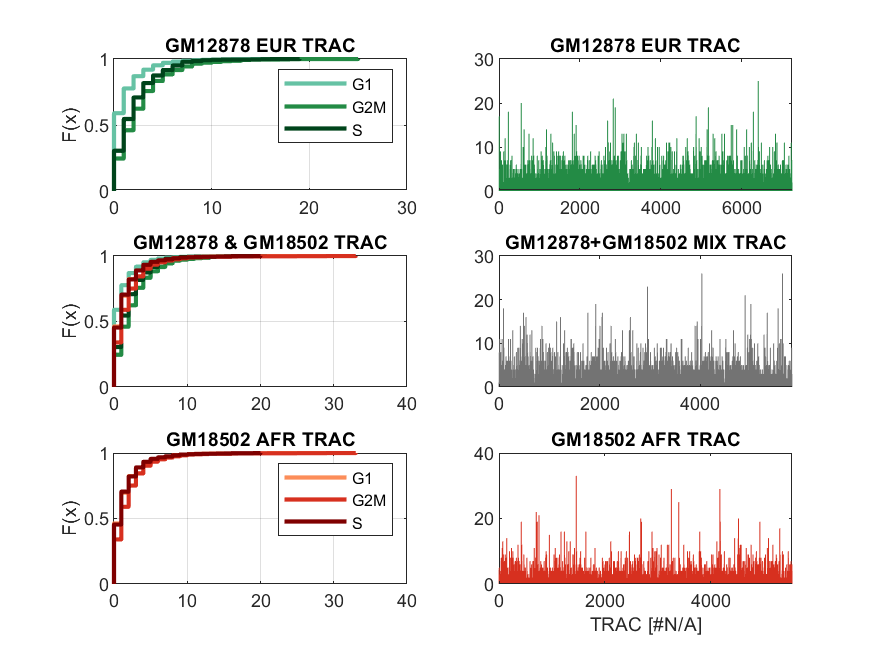 GM12878 EUR TRAC
1
0.5
0
F(x)
0 10 20 30
G1
G2M
S
GM12878 EUR TRAC
30
20
10
0
0 2000 4000 6000
GM12878 & GM18502 TRAC
1
0.5
0
F(x)
0 10 20 30 40
GM12878+GM18502 MIX TRAC
30
20
10
0
0 2000 4000
GM18502 AFR TRAC
1
0.5
0
F(x)
0 10 20 30 40
G1
G2M
S
GM18502 AFR TRAC
40
20
0
0 2000 4000
TRAC [#N/A]